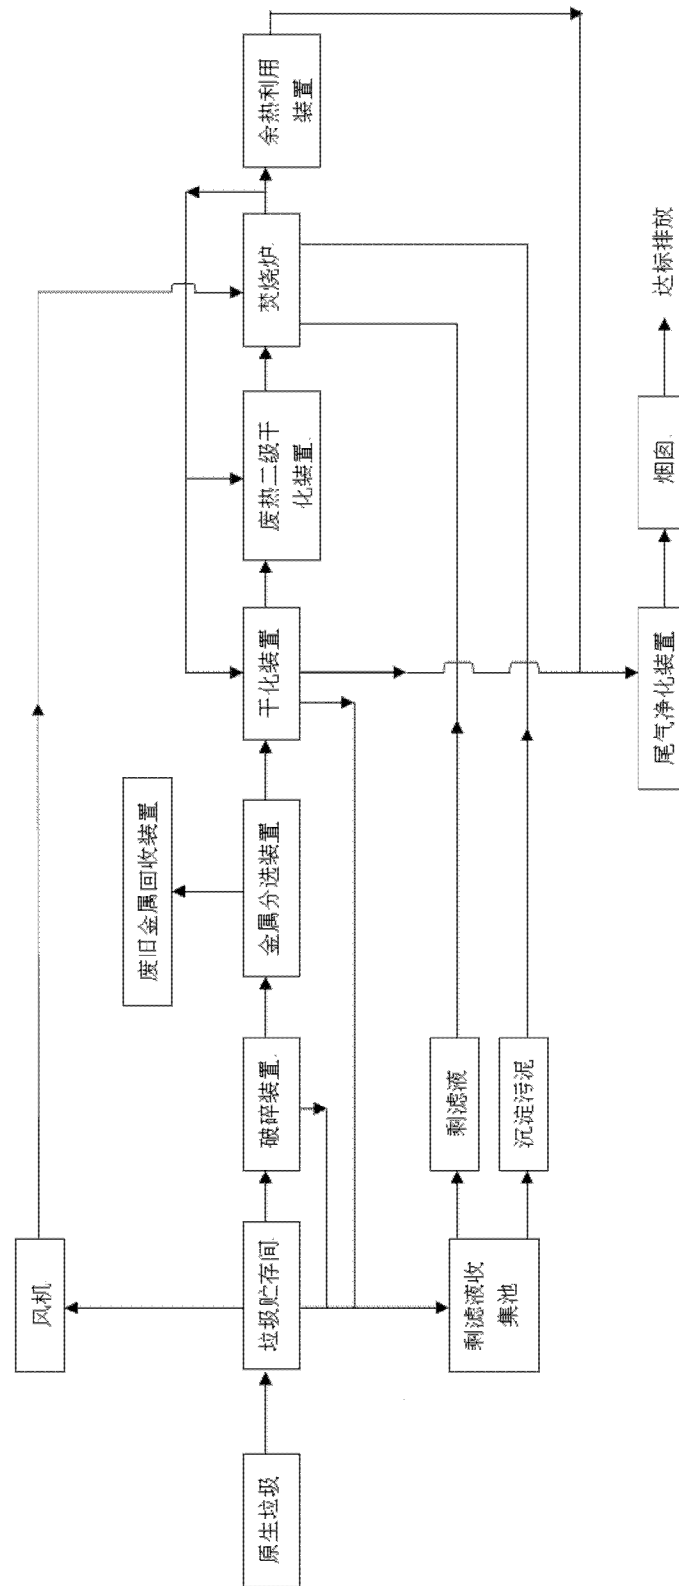 风机
废旧金属回收装置
原生垃圾
垃圾贮存间
破碎装置
金属分选装置
干化装置
废热二级干
化装置
焚烧炉
余热利用
装置
剩滤液收
集池
剩滤液
沉淀污泥
尾气净化装置
烟囱
达标排放